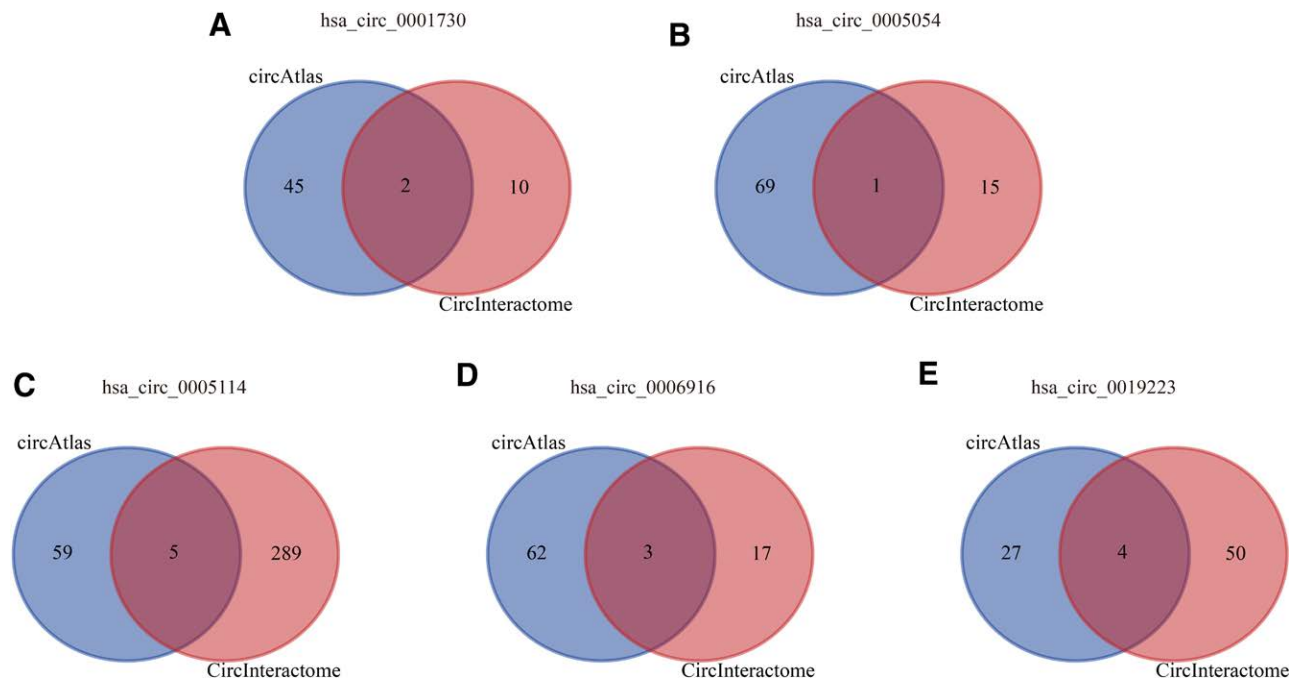 A
hsa_circ_0001730
circAtlas
45
2
10
CircInteractome
B
hsa_circ_0005054
69
1
15
CircInteractome
C
hsa_circ_0005114
circAtlas
59
5
289
CircInteractome
D
hsa_circ_0006916
circAtlas
62
3
17
CircInteractome
E
hsa_circ_0019223
circAtlas
27
4
50
CircInteractome